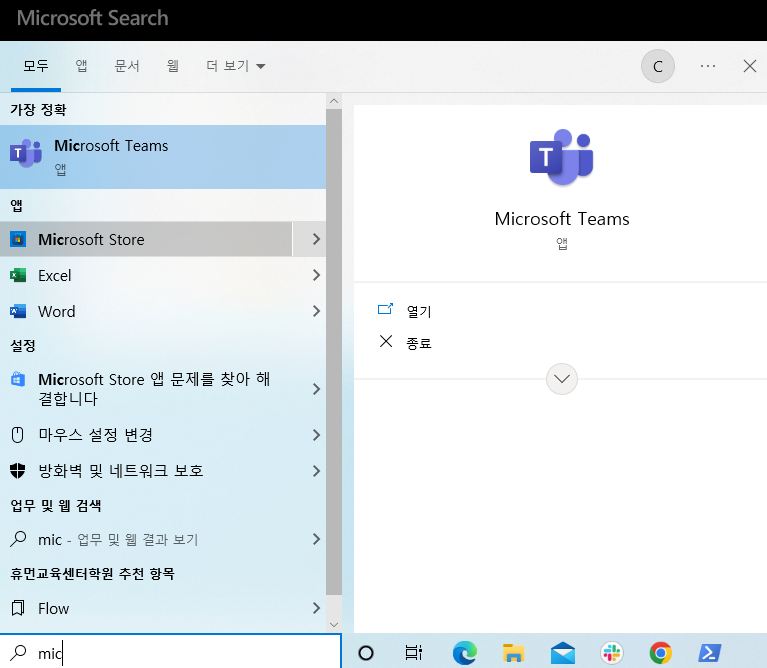 Microsoft Search
모두 앱 문서 웹 더 보기
C
가장 정확
Microsoft Teams
앱
앱
Microsoft Store
Excel
Word
설정
Microsoft Store 앱 문제를 찾아 해
결합니다
마우스 설정 변경
방화벽 및 네트워크 보호
업무 및 웹 검색
mic - 업무 및 웹 결과 보기
휴먼교육센터학원 추천 항목
Flow
mic
T
Microsoft Teams
앱
열기
종료